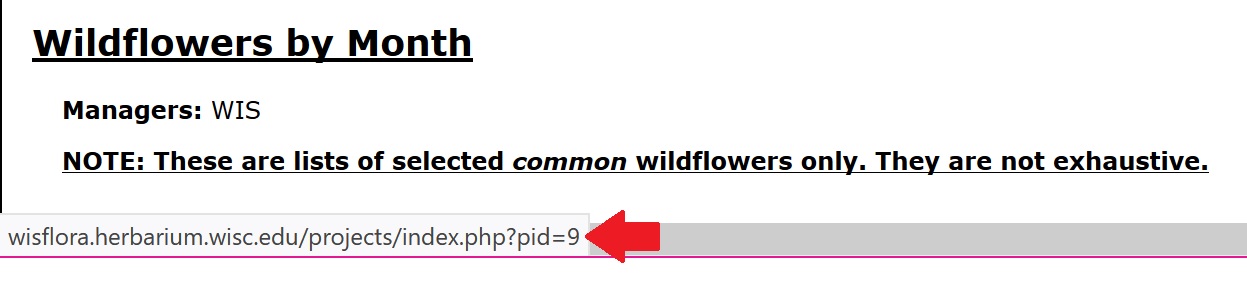 Wildflowers by Month
Managers: WIS
NOTE: These are lists of selected common wildflowers only. They are not exhaustive.
wisflora.herbarium.wisc.edu/projects/index.php?pid=9